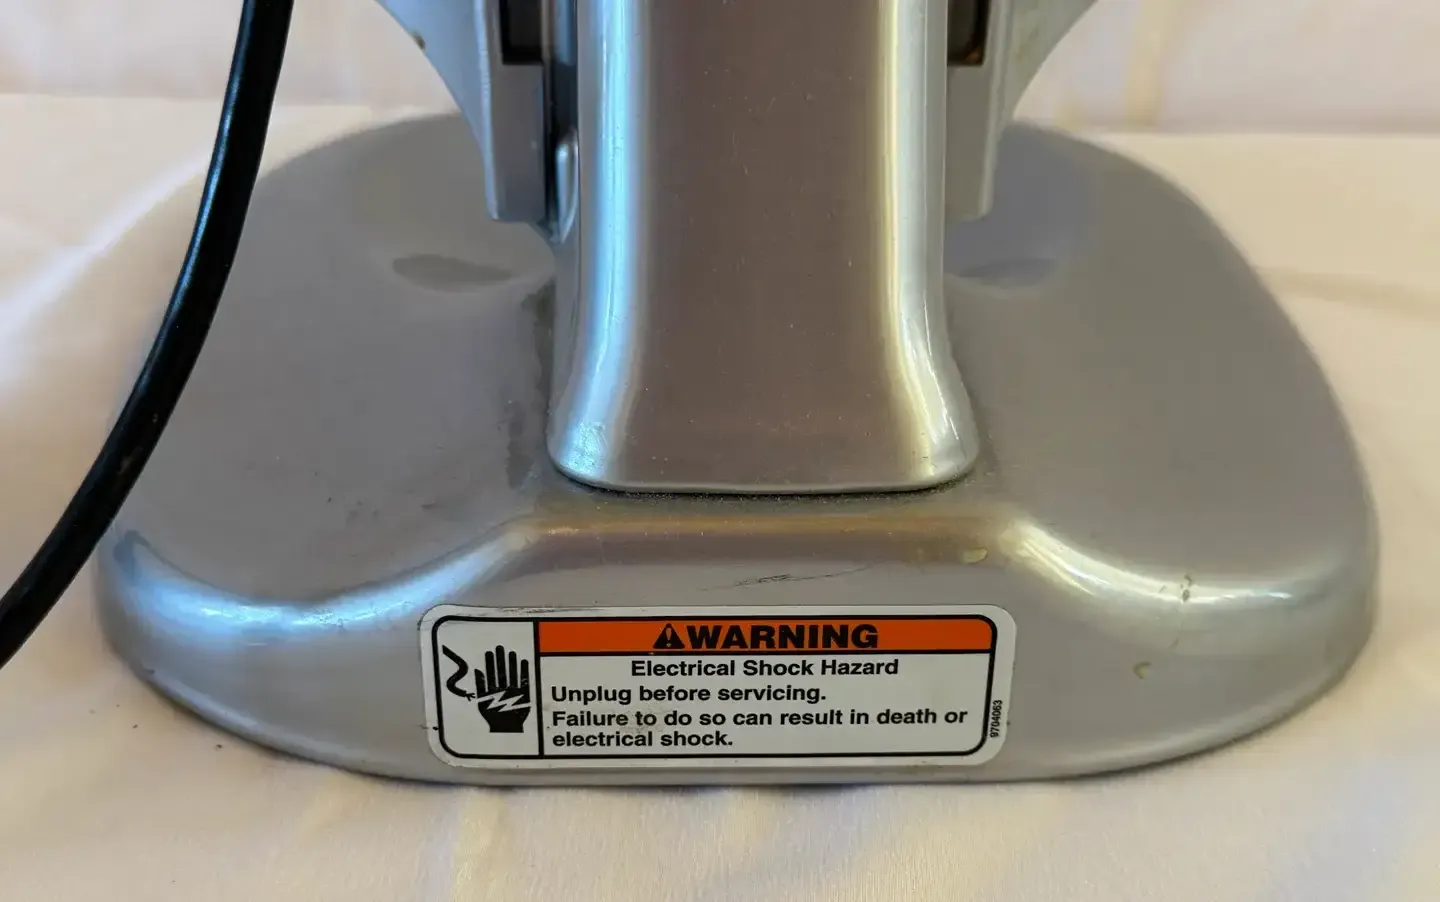 ⚠WARNING
Electrical Shock Hazard
Unplug before servicing.
Failure to do so can result in death or
electrical shock.
9704063